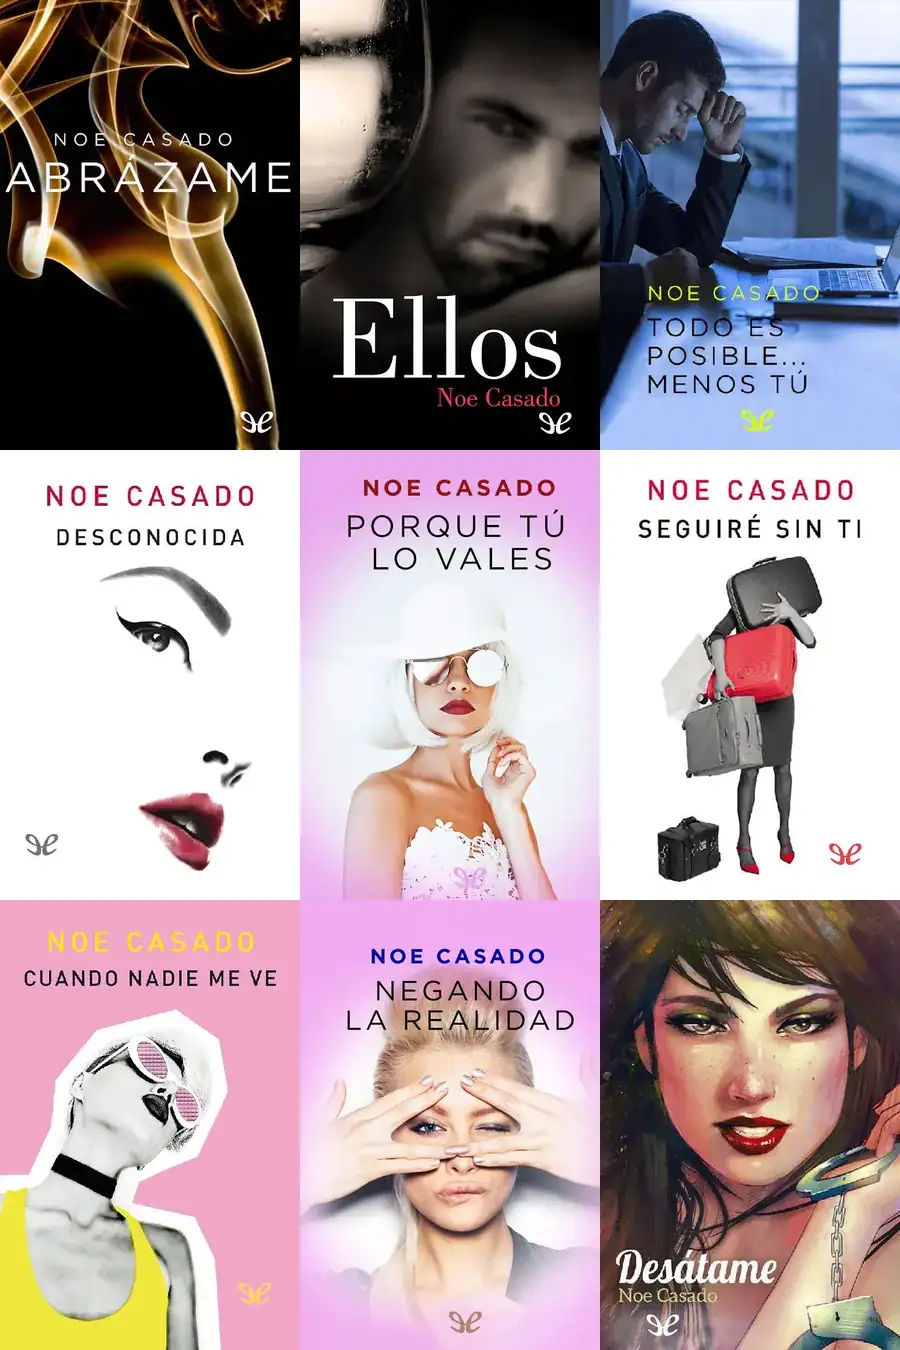 NOE CASADO
ABRÁZAME
Ellos
Noe Casado
NOE CASADO
TODO ES
POSIBLE...
MENOS TÚ
NOE CASADO
DESCONOCIDA
NOE CASADO
PORQUE TÚ
LO VALES
NOE CASADO
SEGUIRÉ SIN TI
NOE CASADO
CUANDO NADIE ME VE
NOE CASADO
NEGANDO
LA REALIDAD
Desátame
Noe Casado